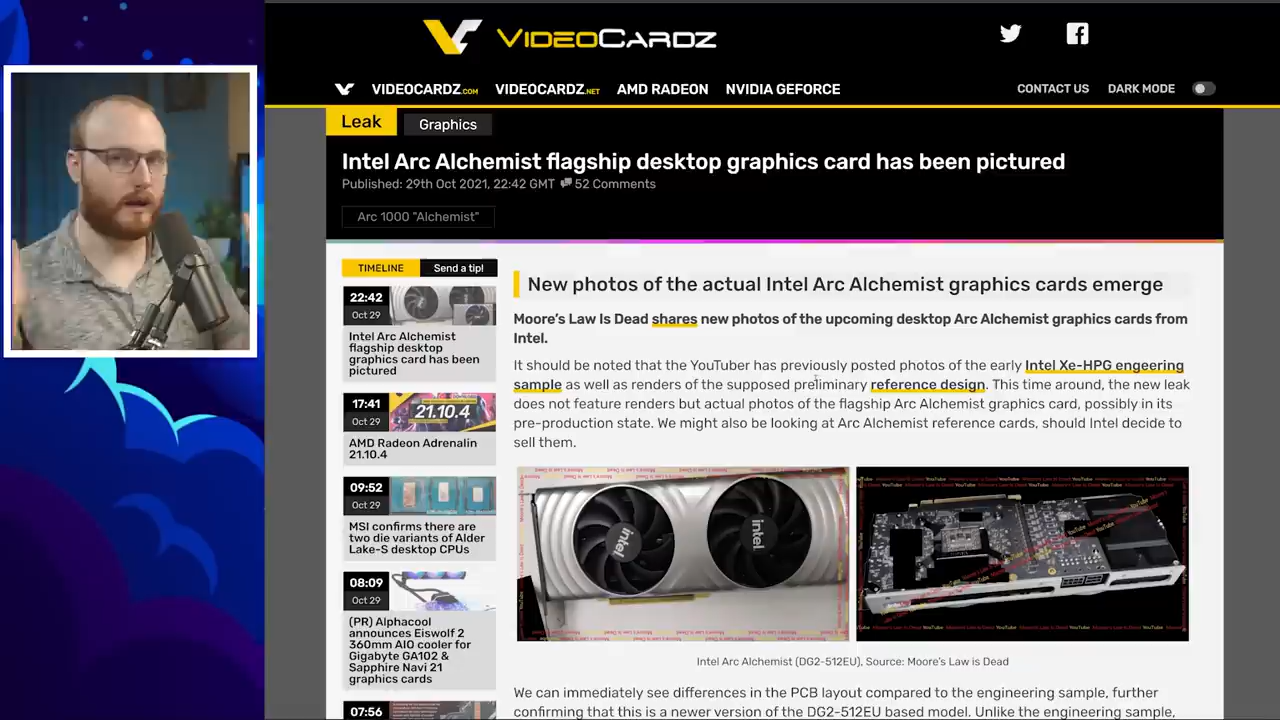 VIDEOCARDZ
VIDEOCARDZ.COM
VIDEOCARDZ.NET
AMD RADEON
NVIDIA GEFORCE
CONTACT US
DARK MODE
Leak
Graphics
Intel Arc Alchemist flagship desktop graphics card has been pictured
Published: 29th Oct 2021, 22:42 GMT
52 Comments
Arc 1000 "Alchemist"
TIMELINE
Send a tip!
22:42
Oct 29
Intel Arc Alchemist
flagship desktop
graphics card has been
pictured
17:41
Oct 29
21.10.4
AMD Radeon Adrenalin
21.10.4
09:52
Oct 29
MSI confirms there are
two die variants of Alder
Lake-S desktop CPUs
08:09
Oct 29
(PR) Alphacool
announces Eiswolf 2
360mm AIO cooler for
Gigabyte GA102 &
Sapphire Navi 21
graphics cards
07:56
New photos of the actual Intel Arc Alchemist graphics cards emerge
Moore's Law Is Dead shares new photos of the upcoming desktop Arc Alchemist graphics cards from
Intel.
It should be noted that the YouTuber has previously posted photos of the early Intel Xe-HPG engeering
sample as well as renders of the supposed preliminary reference design. This time around, the new leak
does not feature renders but actual photos of the flagship Arc Alchemist graphics card, possibly in its
pre-production state. We might also be looking at Arc Alchemist reference cards, should Intel decide to
sell them.
intel
intel
Intel Arc Alchemist (DG2-512EU), Source: Moore's Law is Dead
We can immediately see differences in the PCB layout compared to the engineering sample, further
confirming that this is a newer version of the DG2-512EU based model. Unlike the engineering sample,